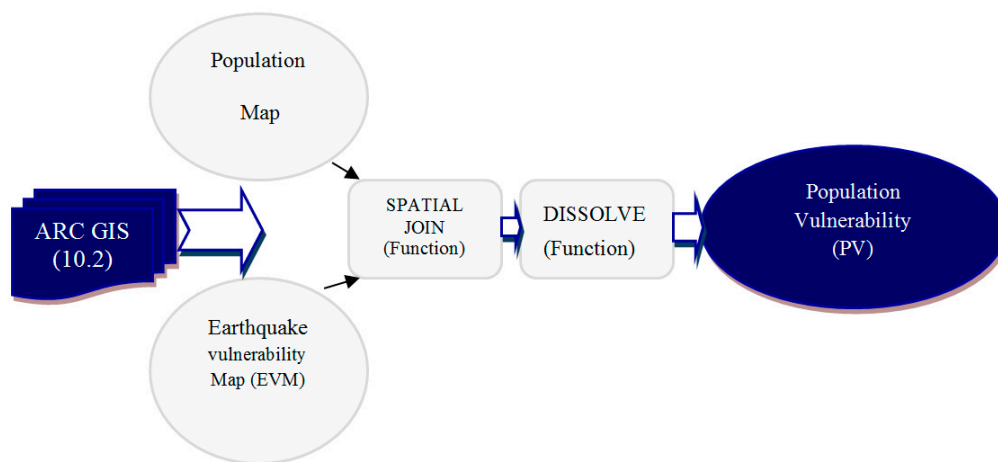 Population
Map
ARC GIS
(10.2)
SPATIAL
JOIN
(Function)
DISSOLVE
(Function)
Population
Vulnerability
(PV)
Earthquake
vulnerability
Map (EVM)